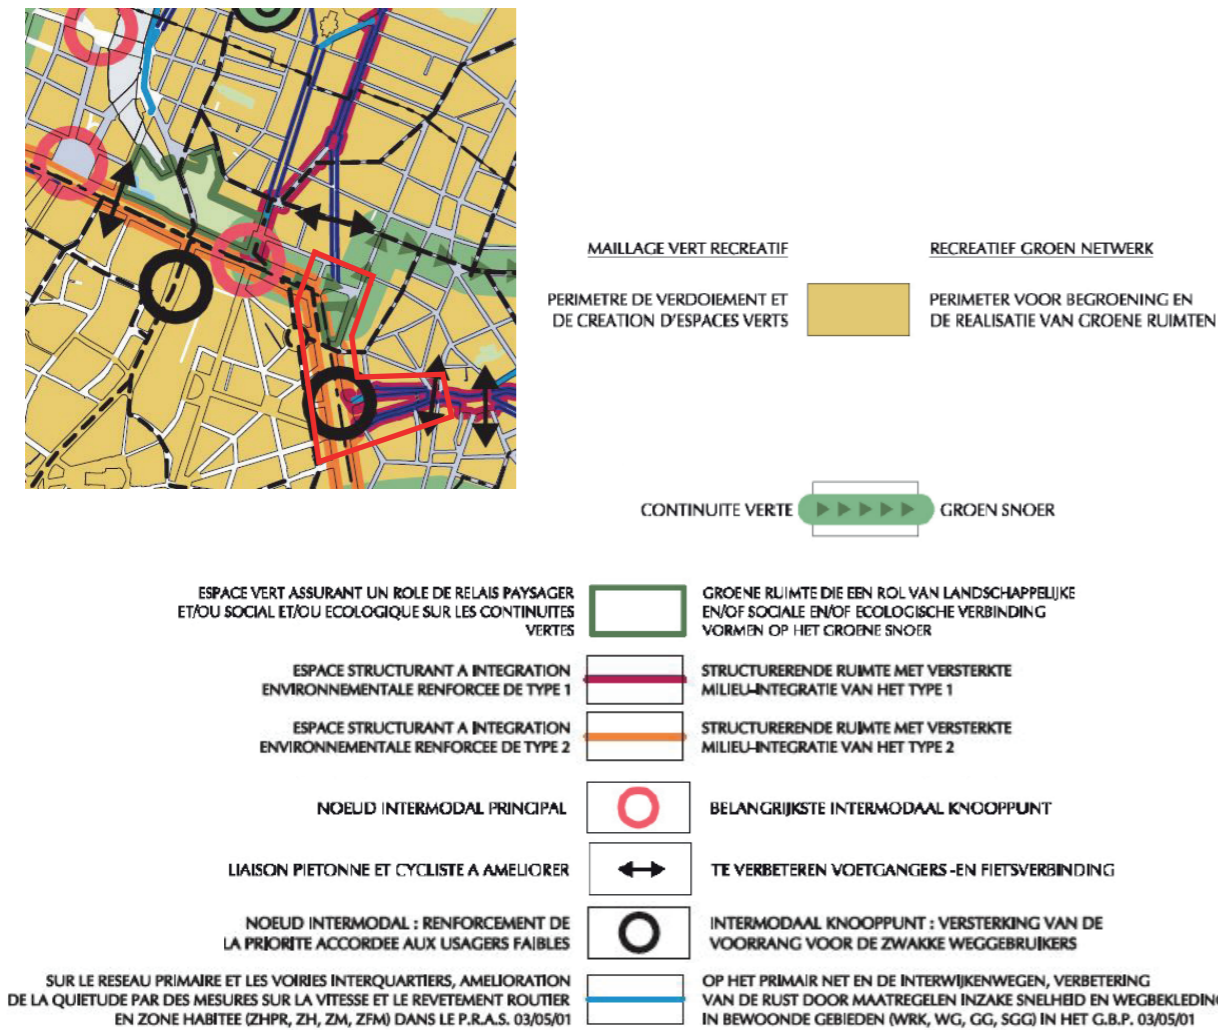 MAILLAGE VERT RECREATIF
RECREATIEF GROEN NETWERK
PERIMETRE DE VERDOIEMENT ET
DE CREATION D'ESPACES VERTS
PERIMETER VOOR BEGROENING EN
DE REALISATIE VAN GROENE RUIMTEN
CONTINUITE VERTE
GROEN SNOER
ESPACE VERT ASSURANT UN ROLE DE RELAIS PAYSAGER
ET/OU SOCIAL ET/OU ECOLOGIQUE SUR LES CONTINUITES
VERTES
GROENE RUIMTE DIE EEN ROL VAN LANDSCHAPPELIJKE
EN/OF SOCIALE EN/OF ECOLOGISCHE VERBINDING
VORMEN OP HET GROENE SNOER
ESPACE STRUCTURANT A INTEGRATION
ENVIRONNEMENTALE RENFORCEE DE TYPE 1
STRUCTURERENDE RUIMTE MET VERSTERKTE
MILIEU-INTEGRATIE VAN HET TYPE 1
ESPACE STRUCTURANT A INTEGRATION
ENVIRONNEMENTALE RENFORCEE DE TYPE 2
STRUCTURERENDE RUIMTE MET VERSTERKTE
MILIEU-INTEGRATIE VAN HET TYPE 2
NOEUD INTERMODAL PRINCIPAL
BELANGRIJKSTE INTERMODAAL KNOOPPUNT
LIAISON PIETONNE ET CYCLISTE A AMELIORER
TE VERBETEREN VOETGANGERS -EN FIETSVERBINDING
NOEUD INTERMODAL : RENFORCEMENT DE
LA PRIORITE ACCORDEE AUX USAGERS FAIBLES
INTERMODAAL KNOOPPUNT : VERSTERKING VAN DE
VOORRANG VOOR DE ZWAKKE WEGGEBRUIKERS
SUR LE RESEAU PRIMAIRE ET LES VOIRIES INTERQUARTIERS, AMELIORATION
DE LA QUIETUDE PAR DES MESURES SUR LA VITESSE ET LE REVETEMENT ROUTIER
EN ZONE HABITEE (ZHPR, ZH, ZM, ZFM) DANS LE P.R.A.S. 03/05/01
OP HET PRIMAIR NET EN DE INTERWIJKENWEGEN, VERBETERING
VAN DE RUST DOOR MAATREGELEN INZAKE SNELHEID EN WEGBEKLEDING
IN BEWOONDE GEBIEDEN (WRK, WG, GG, SGG) IN HET G.B.P. 03/05/01